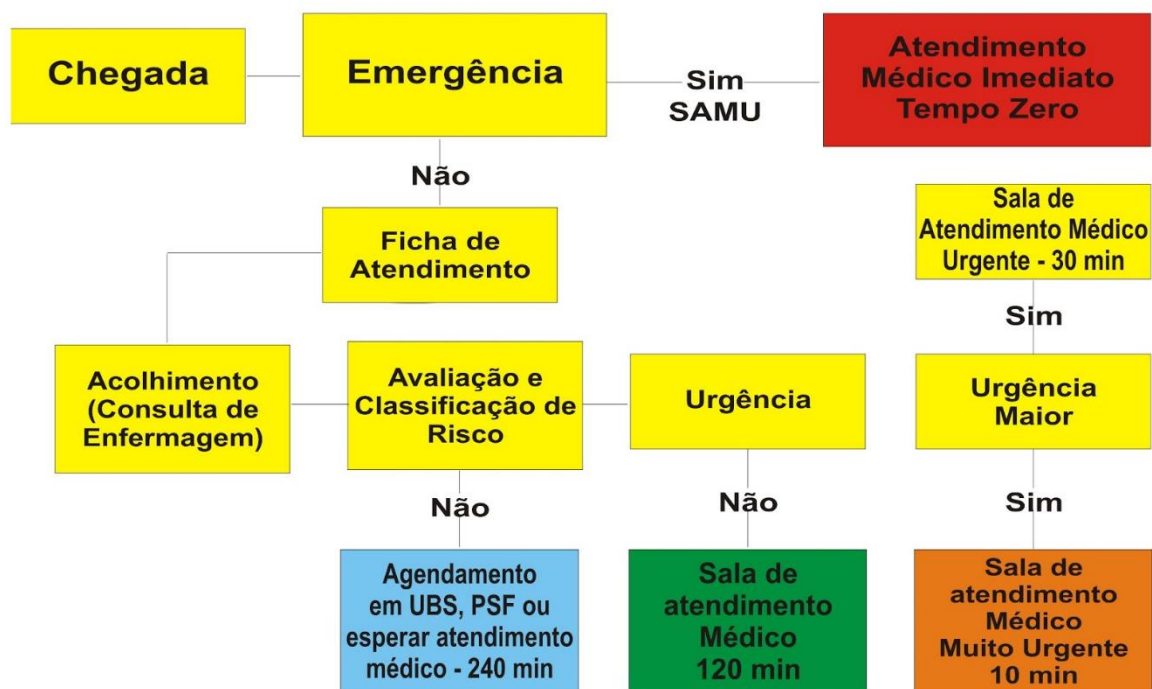 Chegada
Emergência
Sim
SAMU
Atendimento
Médico Imediato
Tempo Zero
Não
Ficha de
Atendimento
Sala de
Atendimento Médico
Urgente - 30 min
Sim
Acolhimento
(Consulta de
Enfermagem)
Avaliação e
Classificação de
Risco
Urgência
Urgência
Maior
Não
Não
Sim
Agendamento
em UBS, PSF ou
esperar atendimento
médico - 240 min
Sala de
atendimento
Médico
120 min
Sala de
atendimento
Médico
Muito Urgente
10 min